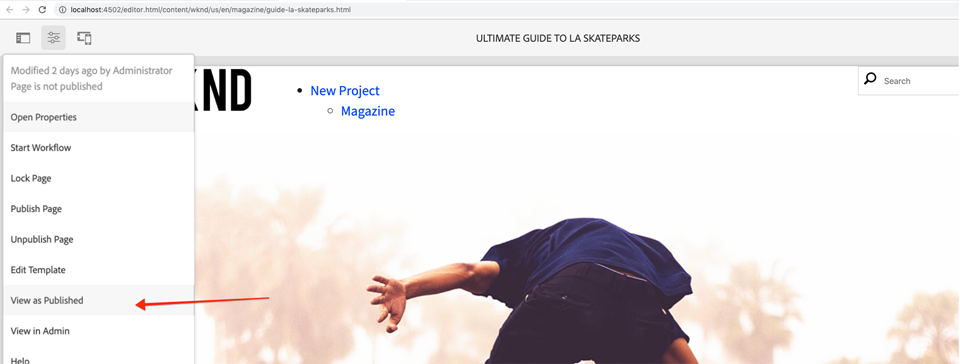 localhost:4502/editor.html/content/wknd/us/en/magazine/guide-la-skateparks.html
ULTIMATE GUIDE TO LA SKATEPARKS
Modified 2 days ago by Administrator
Page is not published
KND
New Project
Magazine
Search
Open Properties
Start Workflow
Lock Page
Publish Page
Unpublish Page
Edit Template
View as Published
View in Admin
Help